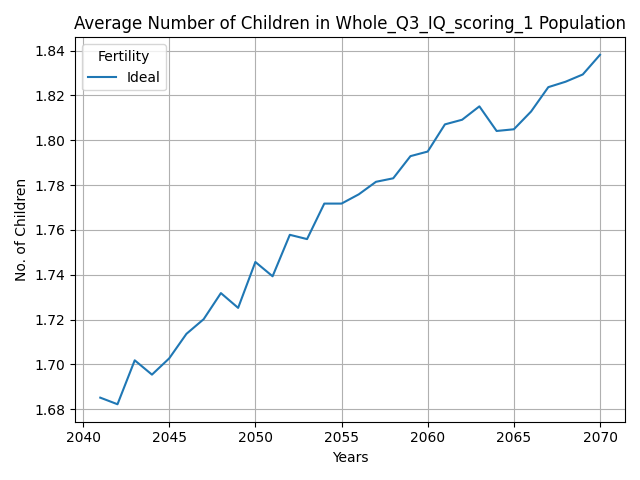 Average Number of Children in Whole_Q3_IQ_scoring_1 Population
Fertility
Ideal
No. of Children
1.84
1.82
1.80
1.78
1.76
1.74
1.72
1.70
1.68
2040 2045 2050 2055 2060 2065 2070
Years